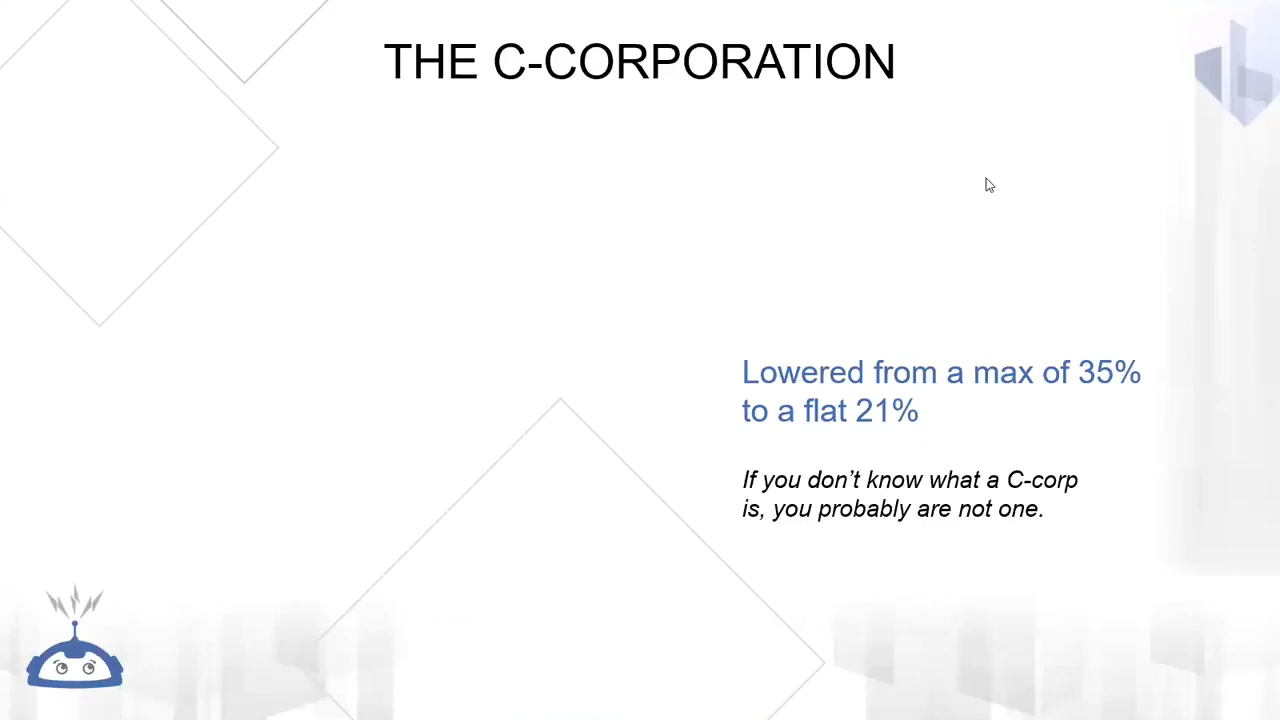 THE C-CORPORATION
Lowered from a max of 35%
to a flat 21%
If you don’t know what a C-corp
is, you probably are not one.